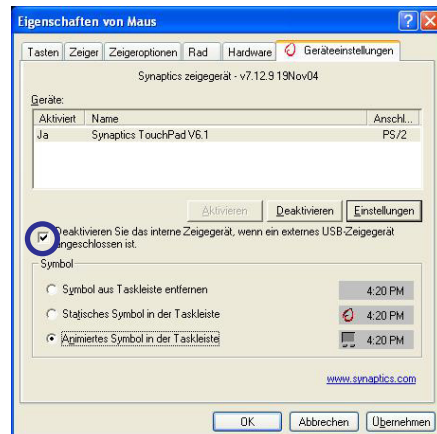 Eigenschaften von Maus
Tasten Zeiger Zeigeroptionen Rad Hardware Geräteeinstellungen
Synaptics zeigegerät - v7.12.9 19Nov04
Geräte:
Aktiviert Name Anschl...
Ja Synaptics TouchPad V6.1 PS/2
Aktivieren Deaktivieren Einstellungen
Deaktivieren Sie das interne Zeigegerät, wenn ein externes USB-Zeigegerät
angeschlossen ist.
Symbol
Symbol aus Taskleiste entfernen 4:20 PM
Statisches Symbol in der Taskleiste 4:20 PM
Animiertes Symbol in der Taskleiste 4:20 PM
www.synaptics.com
OK Abbrechen Übernehmen